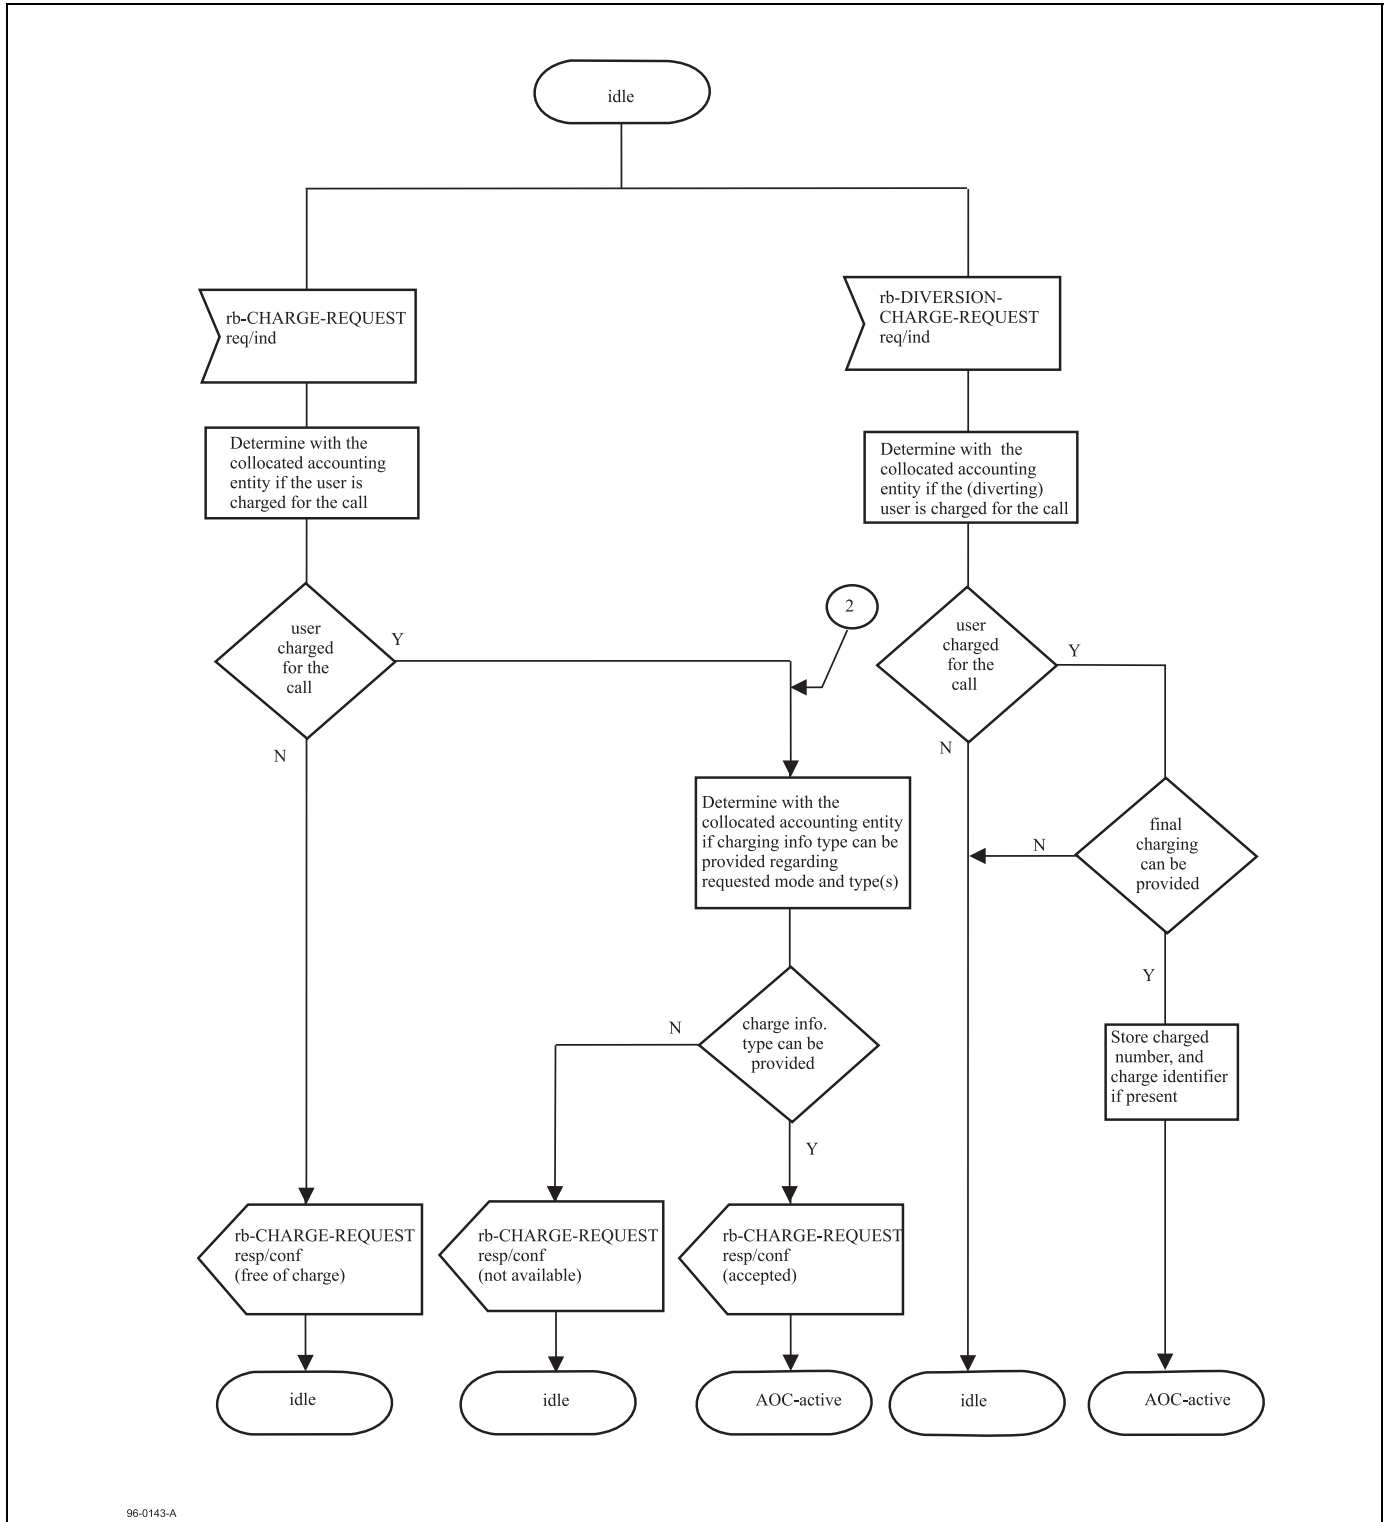 idle
rb-CHARGE-REQUEST
req/ind
rb-DIVERSION-
CHARGE-REQUEST
req/ind
Determine with the
collocated accounting
entity if the user is
charged for the call
Determine with the
collocated accounting
entity if the (diverting)
user is charged for the call
user
charged
for the
call
Y
N
2
user
charged
for the
call
Y
N
Determine with the
collocated accounting entity
if charging info type can be
provided regarding
requested mode and type(s)
final
charging
can be
provided
N
Y
charge info.
type can be
provided
N
Y
Store charged
number, and
charge identifier
if present
rb-CHARGE-REQUEST
resp/conf
(free of charge)
rb-CHARGE-REQUEST
resp/conf
(not available)
rb-CHARGE-REQUEST
resp/conf
(accepted)
idle
idle
AOC-active
idle
AOC-active
96-0143-A